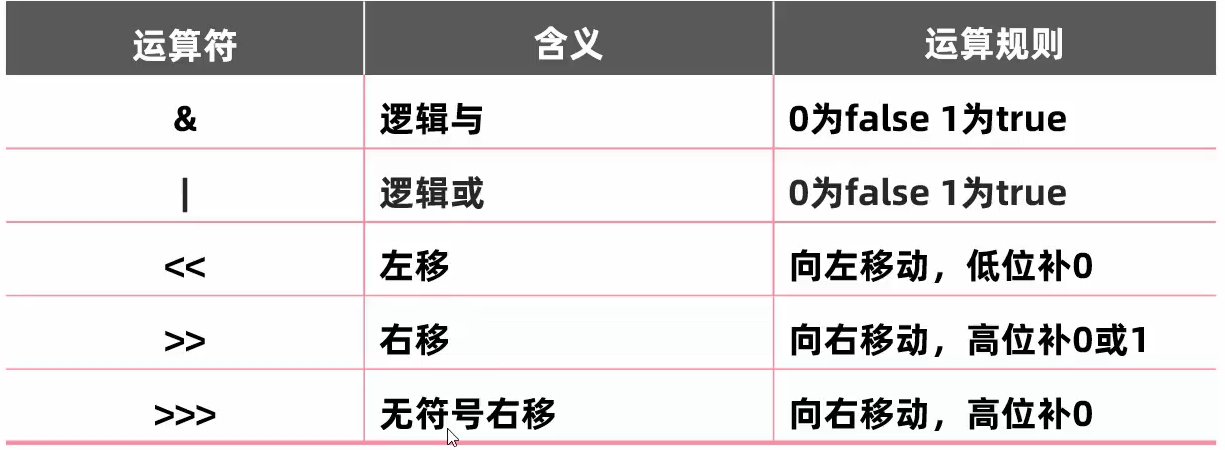 运算符 含义 运算规则
& 逻辑与 0为false 1为true
| 逻辑或 0为false 1为true
<< 左移 向左移动，低位补0
>> 右移 向右移动，高位补0或1
>>> 无符号右移 向右移动，高位补0